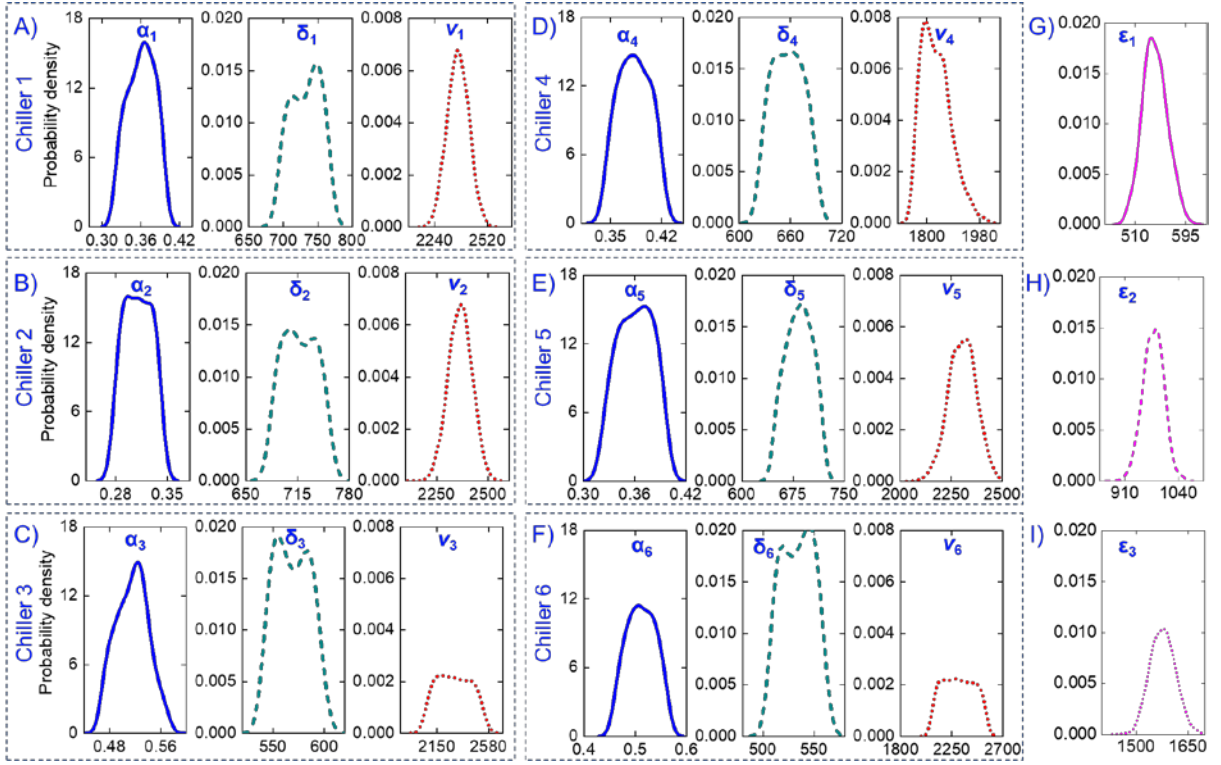 A) α1 δ1 ν1
Chiller 1
Probability density
18 12 6 0
0.30 0.36 0.42
0.020 0.015 0.010 0.005 0.000
650 700 750 800
0.008 0.006 0.004 0.002 0.000
2240 2520
D) α4 δ4 ν4
Chiller 4
18 12 6 0
0.35 0.42
0.020 0.015 0.010 0.005 0.000
600 660 720
0.008 0.006 0.004 0.002 0.000
1800 1980
G) ε1
0.020 0.015 0.010 0.005 0.000
510 595
B) α2 δ2 ν2
Chiller 2
Probability density
18 12 6 0
0.28 0.35
0.020 0.015 0.010 0.005 0.000
650 715 780
0.008 0.006 0.004 0.002 0.000
2250 2500
E) α5 δ5 ν5
Chiller 5
18 12 6 0
0.30 0.36 0.42
0.020 0.015 0.010 0.005 0.000
600 675 750
0.008 0.006 0.004 0.002 0.000
2000 2250 2500
H) ε2
0.020 0.015 0.010 0.005 0.000
910 1040
C) α3 δ3 ν3
Chiller 3
Probability density
18 12 6 0
0.48 0.56
0.020 0.015 0.010 0.005 0.000
550 600
0.008 0.006 0.004 0.002 0.000
2150 2580
F) α6 δ6 ν6
Chiller 6
18 12 6 0
0.4 0.5 0.6
0.020 0.015 0.010 0.005 0.000
500 550
0.008 0.006 0.004 0.002 0.000
1800 2250 2700
I) ε3
0.020 0.015 0.010 0.005 0.000
1500 1650